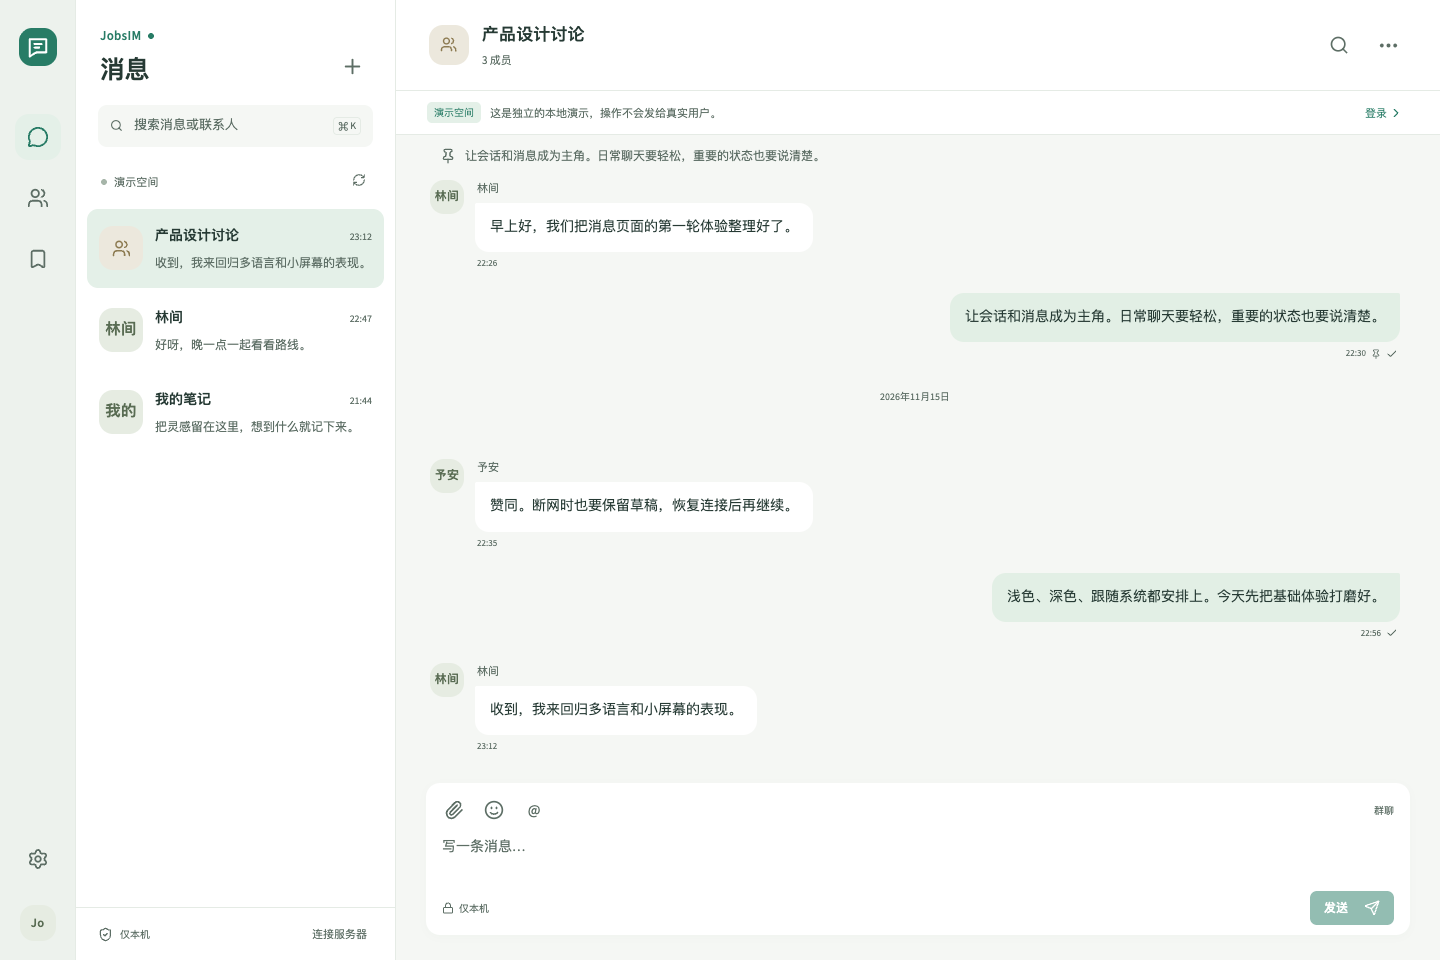 JobsIM
消息
搜索消息或联系人
⌘K
演示空间
产品设计讨论
23:12
收到，我来回归多语言和小屏幕的表现。
林间
林间
22:47
好呀，晚一点一起看看路线。
我的
我的笔记
21:44
把灵感留在这里，想到什么就记下来。
Jo
仅本机
连接服务器
产品设计讨论
3 成员
演示空间
这是独立的本地演示，操作不会发给真实用户。
登录
让会话和消息成为主角。日常聊天要轻松，重要的状态也要说清楚。
林间
林间
早上好，我们把消息页面的第一轮体验整理好了。
22:26
让会话和消息成为主角。日常聊天要轻松，重要的状态也要说清楚。
22:30
2026年11月15日
予安
予安
赞同。断网时也要保留草稿，恢复连接后再继续。
22:35
浅色、深色、跟随系统都安排上。今天先把基础体验打磨好。
22:56
林间
林间
收到，我来回归多语言和小屏幕的表现。
23:12
@
群聊
写一条消息…
仅本机
发送